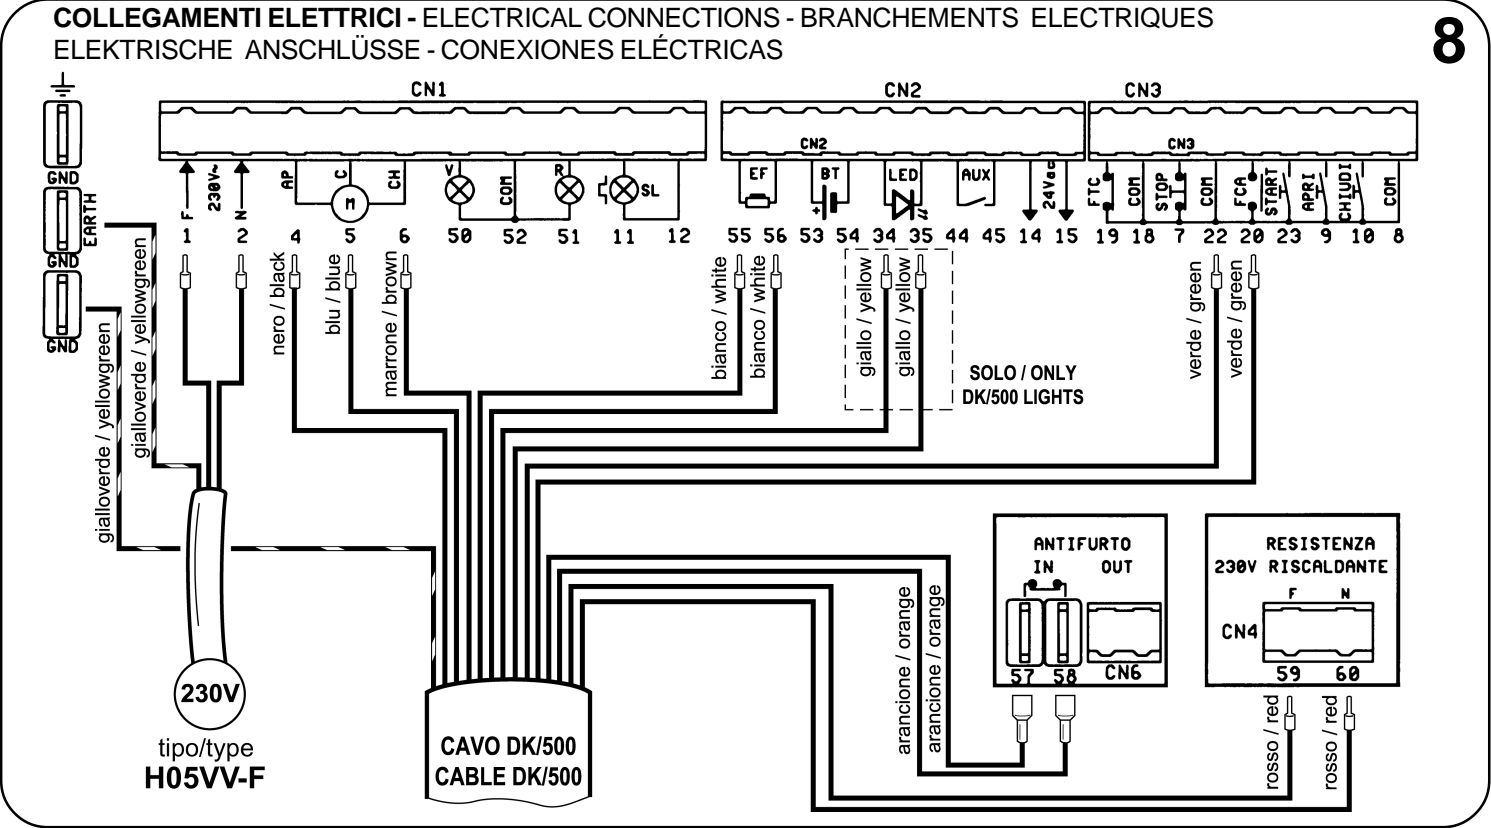 COLLEGAMENTI ELETTRICI - ELECTRICAL CONNECTIONS - BRANCHEMENTS ELECTRIQUES
ELEKTRISCHE ANSCHLÜSSE - CONEXIONES ELÉCTRICAS
8
CN1
CN2
CN3
CN2
CN3
GND
EARTH
GND
GND
F
230V~
N
AP
C
M
CH
V
COM
R
SL
EF
BT
+
LED
AUX
24Vac
FTC
COM
STOP
COM
FCA
START
APRI
CHIUDI
COM
1 2 4 5 6 50 52 51 11 12 55 56 53 54 34 35 44 45 14 15 19 18 7 22 20 23 9 10 8
gialloverde / yellowgreen
gialloverde / yellowgreen
nero / black
blu / blue
marrone / brown
bianco / white
bianco / white
giallo / yellow
giallo / yellow
verde / green
verde / green
SOLO / ONLY
DK/500 LIGHTS
ANTIFURTO
IN OUT
57 58 CN6
RESISTENZA
230V RISCALDANTE
F N
CN4
59 60
arancione / orange
arancione / orange
rosso / red
rosso / red
230V
tipo/type
H05VV-F
CAVO DK/500
CABLE DK/500